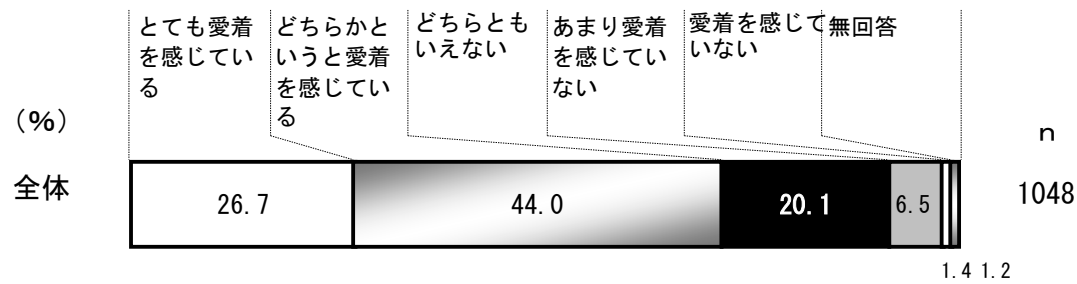 とても愛着
を感じてい
る
どちらかと
いうと愛着
を感じてい
る
どちらとも
いえない
あまり愛着
を感じてい
ない
愛着を感じて
いない
無回答
(%)
n
全体
26.7
44.0
20.1
6.5
1048
1.4
1.2